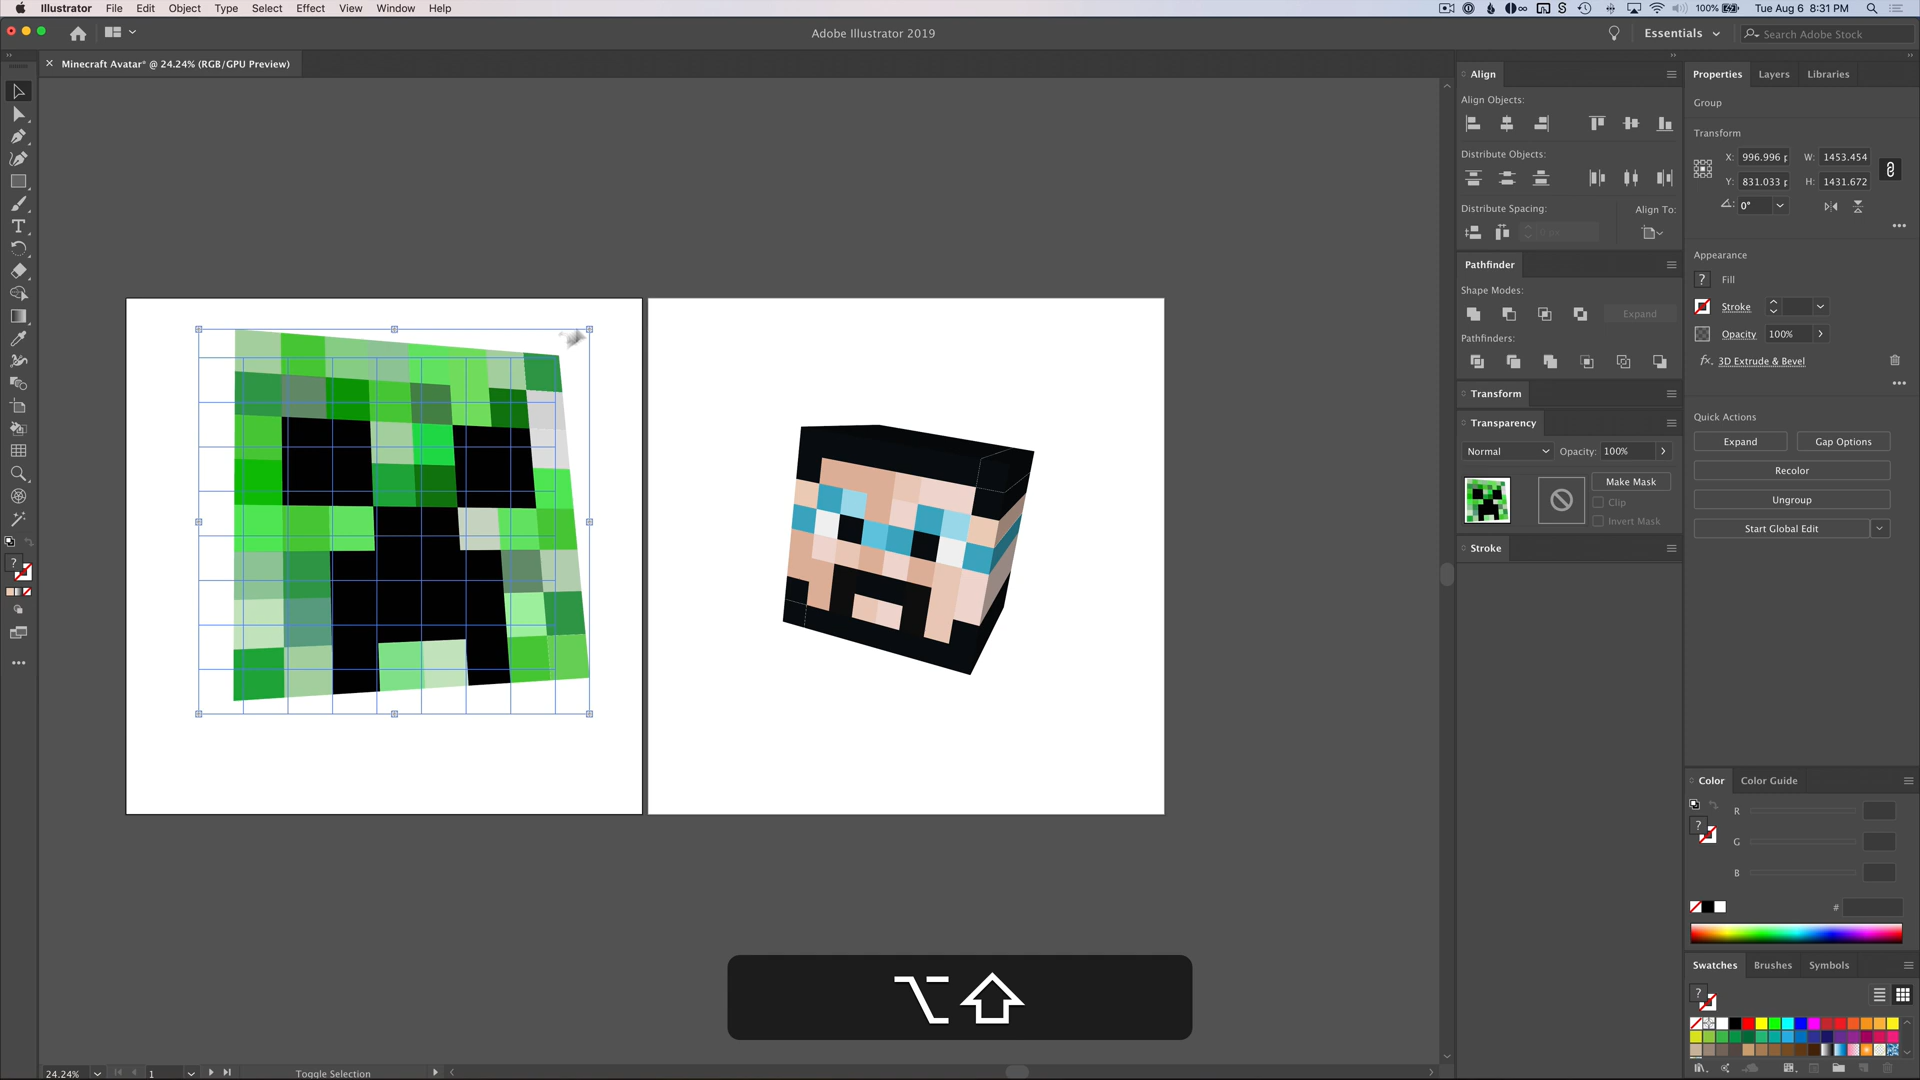 Illustrator File Edit Object Type Select Effect View Window Help
100% Tue Aug 6 8:31 PM
Adobe Illustrator 2019
Essentials
Search Adobe Stock
Minecraft Avatar* @ 24.24% (RGB/GPU Preview)
Align
Align Objects:
Distribute Objects:
Distribute Spacing:
Align To:
0 px
Pathfinder
Shape Modes:
Expand
Pathfinders:
Transform
Transparency
Normal
Opacity: 100%
Make Mask
Clip
Invert Mask
Stroke
Properties Layers Libraries
Group
Transform
X: 996.996 p W: 1453.454
Y: 831.033 p H: 1431.672
0°
Appearance
? Fill
Stroke
Opacity 100%
fx. 3D Extrude & Bevel
Quick Actions
Expand Gap Options
Recolor
Ungroup
Start Global Edit
Color Color Guide
?
R
G
B
#
Swatches Brushes Symbols
?
T
?
24.24% 1 Toggle Selection
⌥⇧